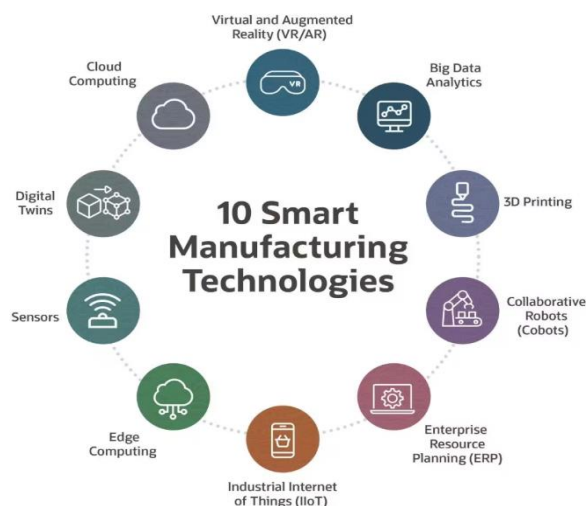 Virtual and Augmented
Reality (VR/AR)
VR
Big Data
Analytics
3D Printing
Collaborative
Robots
(Cobots)
Enterprise
Resource
Planning (ERP)
Industrial Internet
of Things (IIoT)
Edge
Computing
Sensors
Digital
Twins
Cloud
Computing
10 Smart
Manufacturing
Technologies